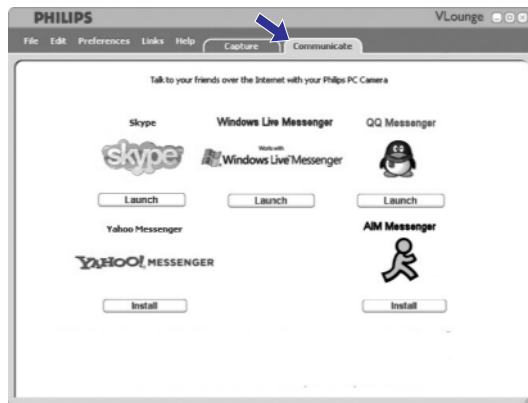 PHILIPS VLounge
File Edit Preferences Links Help Capture Communicate
Talk to your friends over the Internet with your Philips PC Camera
Skype Windows Live Messenger QQ Messenger
skype Works with
Windows Live™ Messenger
Launch Launch Launch
Yahoo Messenger AIM Messenger
YAHOO! MESSENGER
Install Install